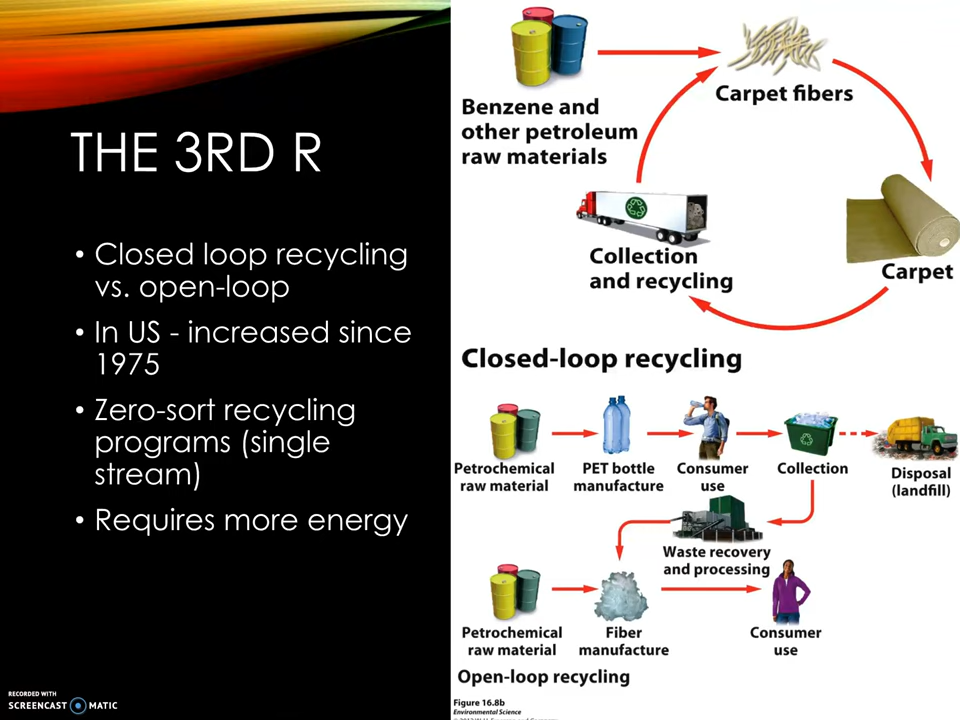 THE 3RD R
• Closed loop recycling
vs. open-loop
• In US - increased since
1975
• Zero-sort recycling
programs (single
stream)
• Requires more energy
RECORDED WITH
SCREENCAST MATIC
Benzene and
other petroleum
raw materials
Carpet fibers
Collection
and recycling
Carpet
Closed-loop recycling
Petrochemical
raw material
PET bottle
manufacture
Consumer
use
Collection
Disposal
(landfill)
Waste recovery
and processing
Petrochemical
raw material
Fiber
manufacture
Consumer
use
Open-loop recycling
Figure 16.8b
Environmental Science